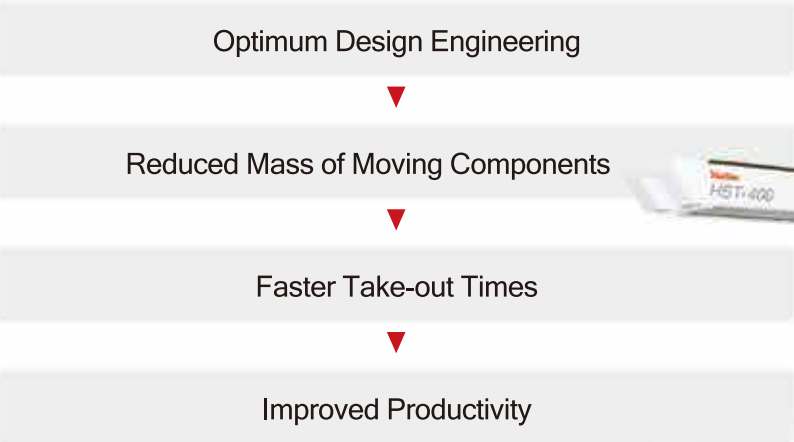 Optimum Design Engineering
Reduced Mass of Moving Components
HST-400
Faster Take-out Times
Improved Productivity